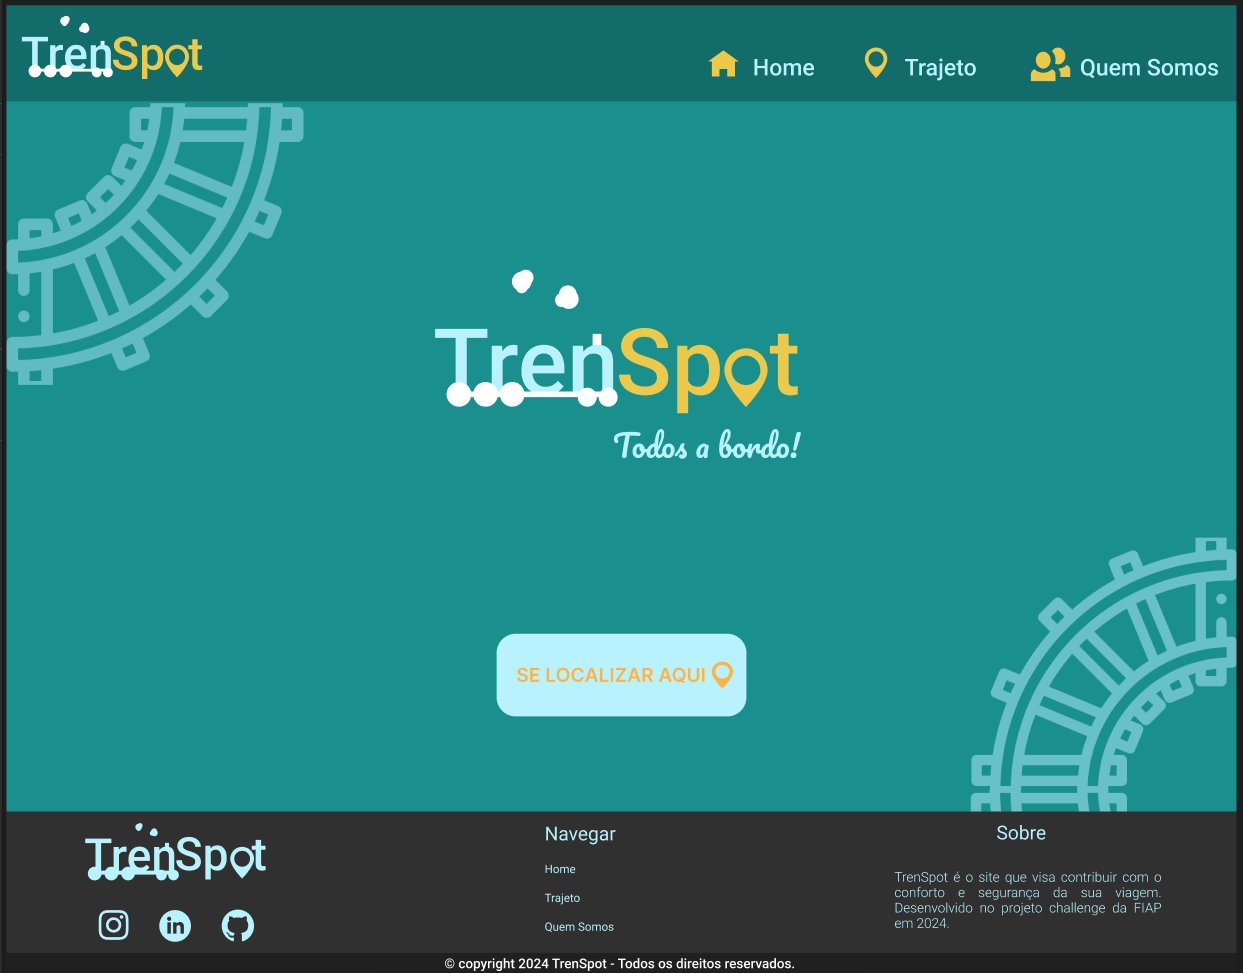 TrenSpot
Home
Trajeto
Quem Somos
TrenSpot
Todos a bordo!
SE LOCALIZAR AQUI
TrenSpot
Navegar
Home
Trajeto
Quem Somos
Sobre
TrenSpot é o site que visa contribuir com o
conforto e segurança da sua viagem.
Desenvolvido no projeto challenge da FIAP
em 2024.
© copyright 2024 TrenSpot - Todos os direitos reservados.